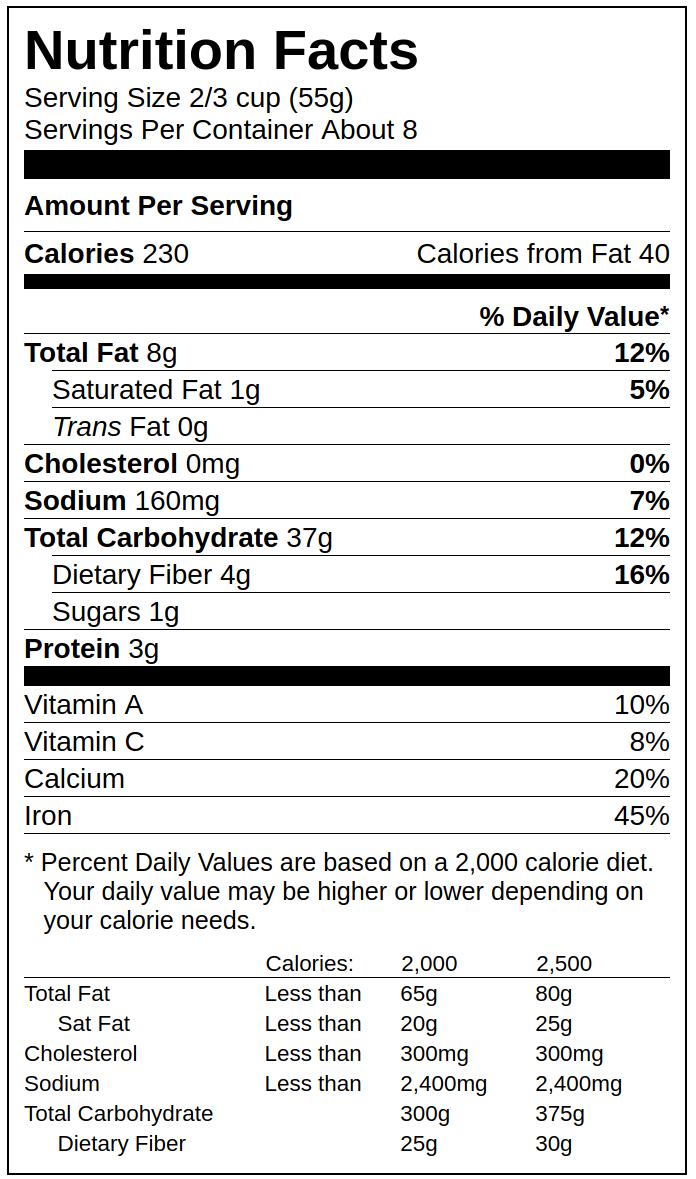 Nutrition Facts
Serving Size 2/3 cup (55g)
Servings Per Container About 8
Amount Per Serving
Calories 230 Calories from Fat 40
% Daily Value*
Total Fat 8g 12%
Saturated Fat 1g 5%
Trans Fat 0g
Cholesterol 0mg 0%
Sodium 160mg 7%
Total Carbohydrate 37g 12%
Dietary Fiber 4g 16%
Sugars 1g
Protein 3g
Vitamin A 10%
Vitamin C 8%
Calcium 20%
Iron 45%
* Percent Daily Values are based on a 2,000 calorie diet.
Your daily value may be higher or lower depending on
your calorie needs.
Calories: 2,000 2,500
Total Fat Less than 65g 80g
Sat Fat Less than 20g 25g
Cholesterol Less than 300mg 300mg
Sodium Less than 2,400mg 2,400mg
Total Carbohydrate 300g 375g
Dietary Fiber 25g 30g